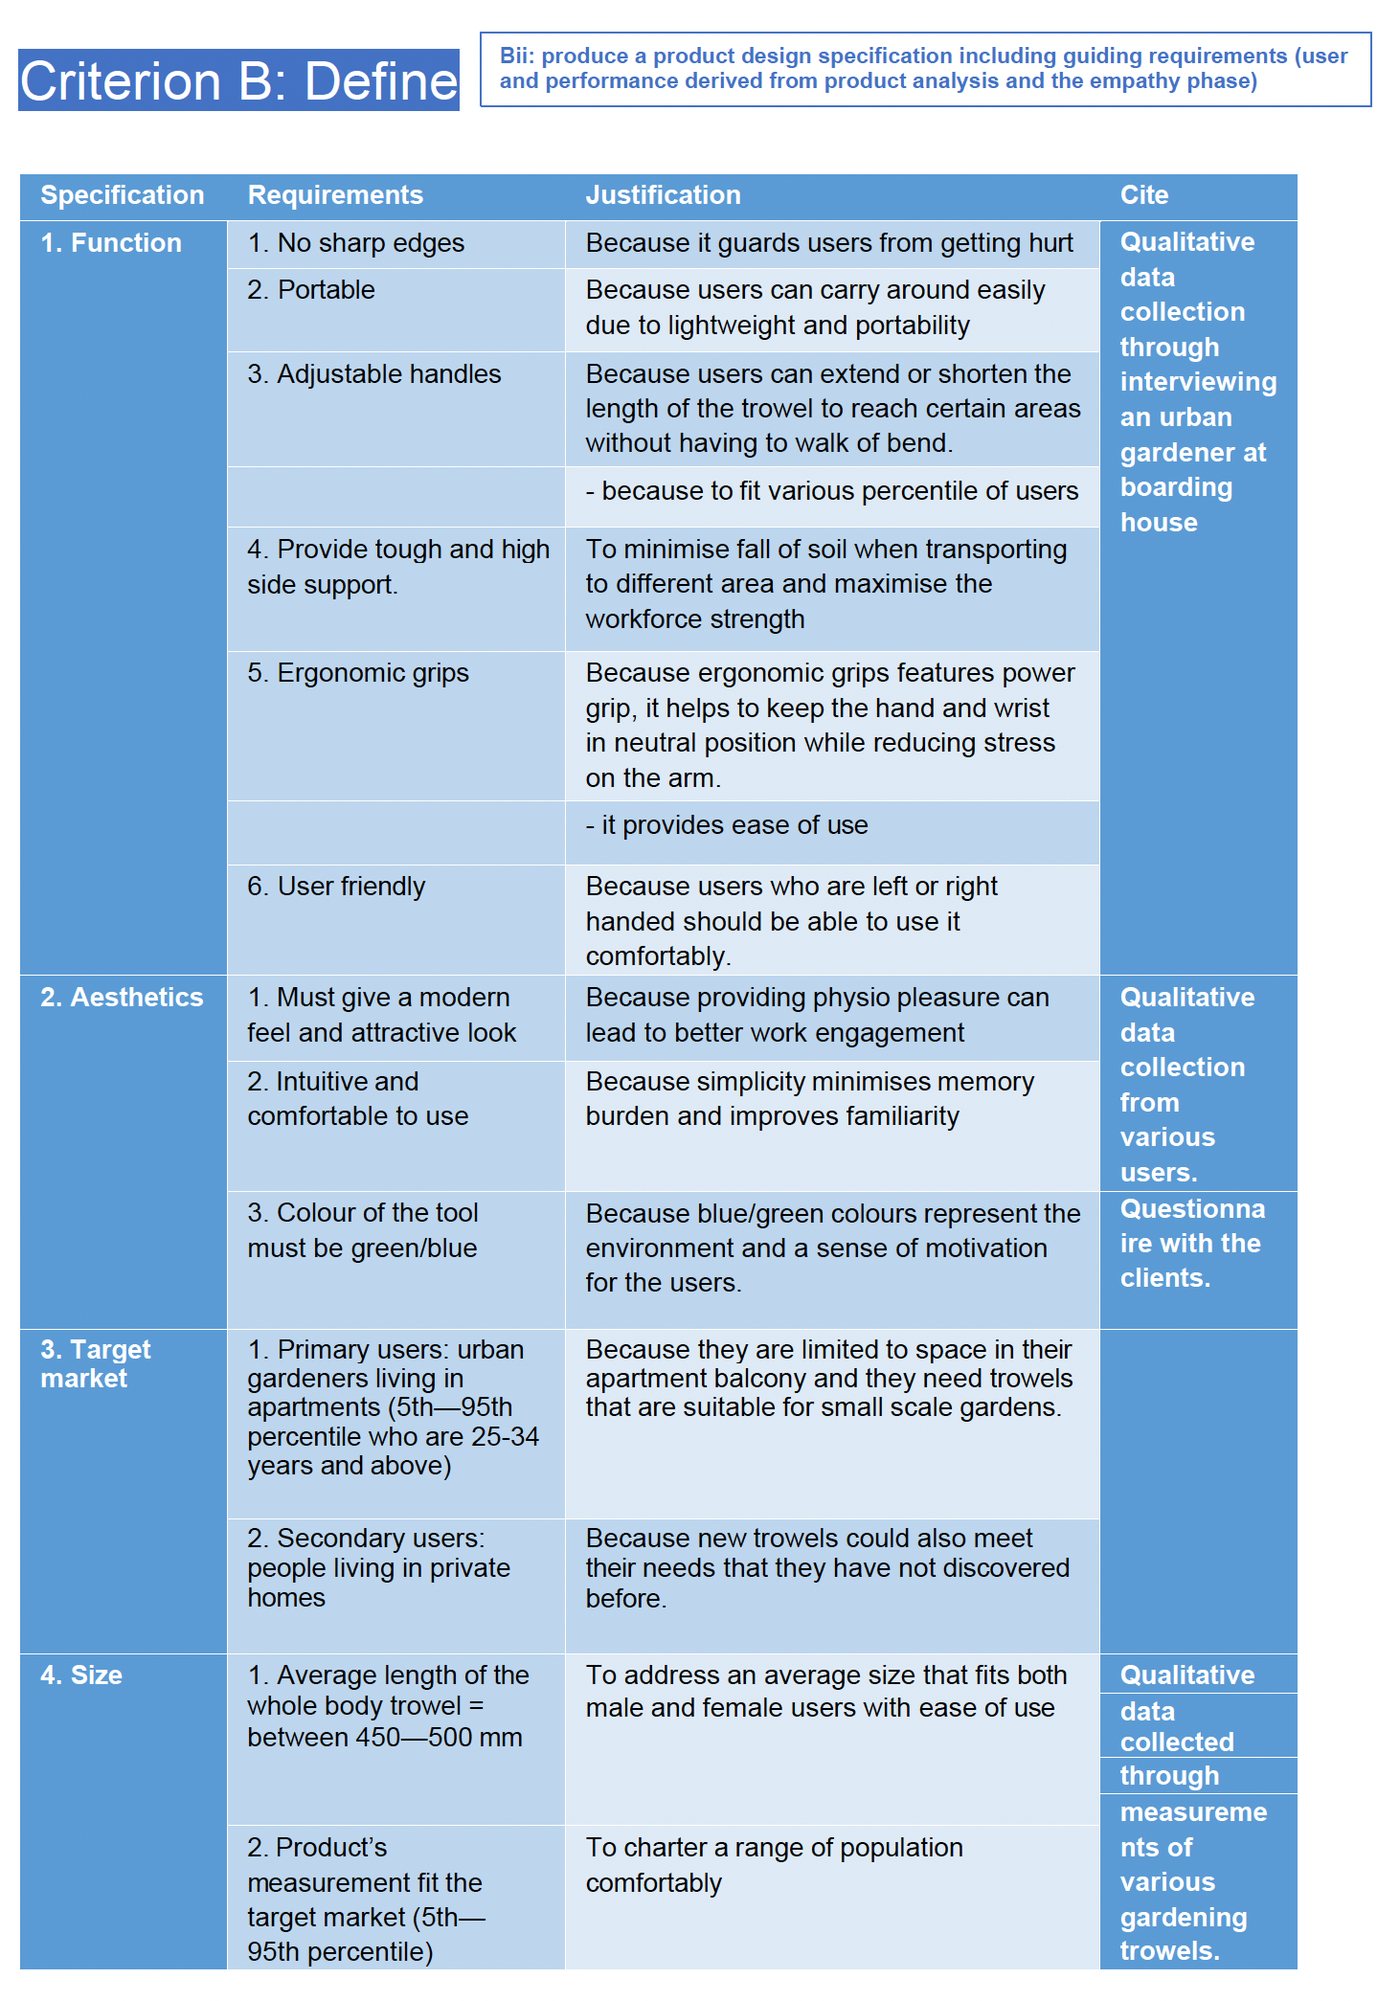 Criterion B: Define
Bii: produce a product design specification including guiding requirements (user
and performance derived from product analysis and the empathy phase)
Specification
Requirements
Justification
Cite
1. Function
1. No sharp edges
Because it guards users from getting hurt
Qualitative
data
collection
through
interviewing
an urban
gardener at
boarding
house
2. Portable
Because users can carry around easily
due to lightweight and portability
3. Adjustable handles
Because users can extend or shorten the
length of the trowel to reach certain areas
without having to walk of bend.
- because to fit various percentile of users
4. Provide tough and high
side support.
To minimise fall of soil when transporting
to different area and maximise the
workforce strength
5. Ergonomic grips
Because ergonomic grips features power
grip, it helps to keep the hand and wrist
in neutral position while reducing stress
on the arm.
- it provides ease of use
6. User friendly
Because users who are left or right
handed should be able to use it
comfortably.
2. Aesthetics
1. Must give a modern
feel and attractive look
Because providing physio pleasure can
lead to better work engagement
Qualitative
data
collection
from
various
users.
2. Intuitive and
comfortable to use
Because simplicity minimises memory
burden and improves familiarity
3. Colour of the tool
must be green/blue
Because blue/green colours represent the
environment and a sense of motivation
for the users.
Questionna
ire with the
clients.
3. Target
market
1. Primary users: urban
gardeners living in
apartments (5th—95th
percentile who are 25-34
years and above)
Because they are limited to space in their
apartment balcony and they need trowels
that are suitable for small scale gardens.
2. Secondary users:
people living in private
homes
Because new trowels could also meet
their needs that they have not discovered
before.
4. Size
1. Average length of the
whole body trowel =
between 450—500 mm
To address an average size that fits both
male and female users with ease of use
Qualitative
data
collected
through
measureme
nts of
various
gardening
trowels.
2. Product’s
measurement fit the
target market (5th—
95th percentile)
To charter a range of population
comfortably